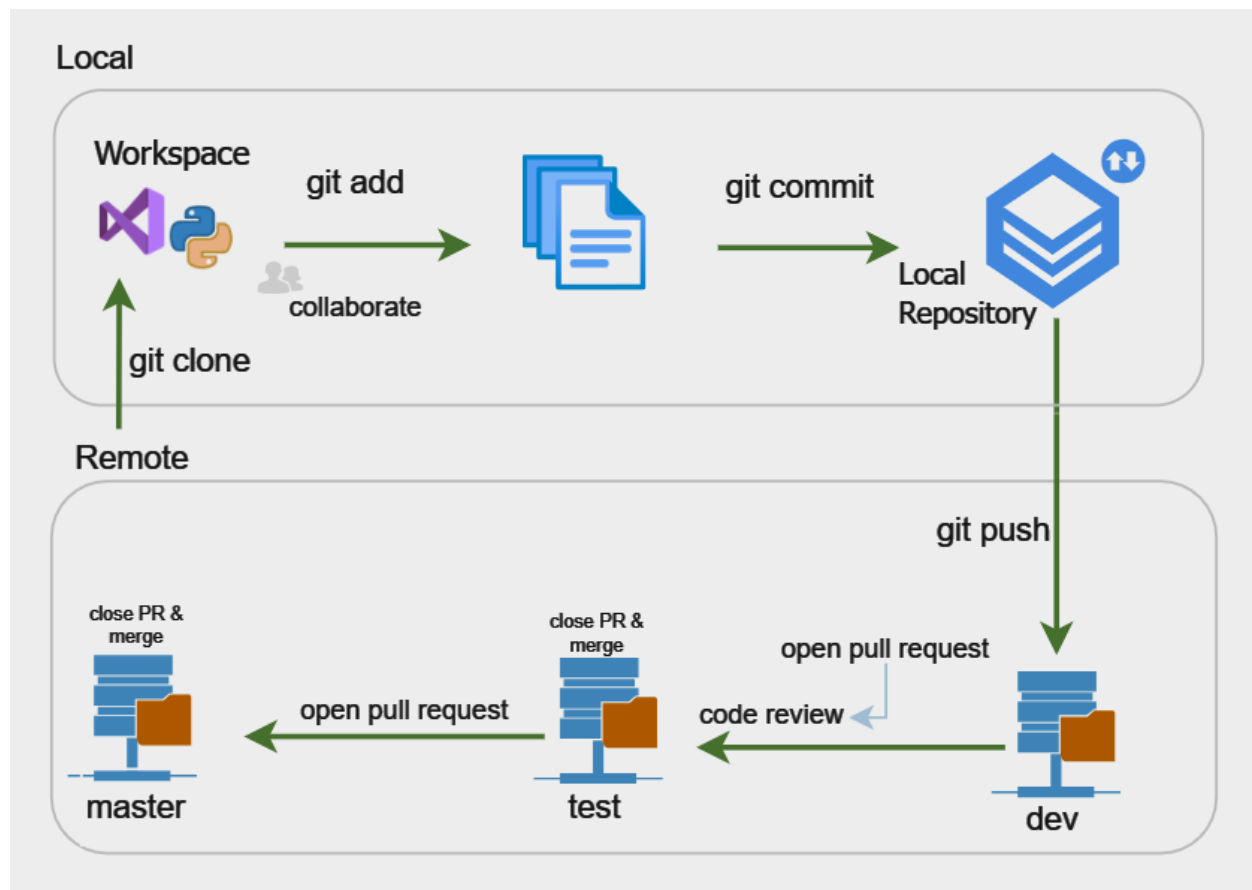 Local
Workspace
git add
git commit
collaborate
Local
Repository
git clone
Remote
git push
close PR &
merge
close PR &
merge
open pull request
open pull request
code review
master
test
dev